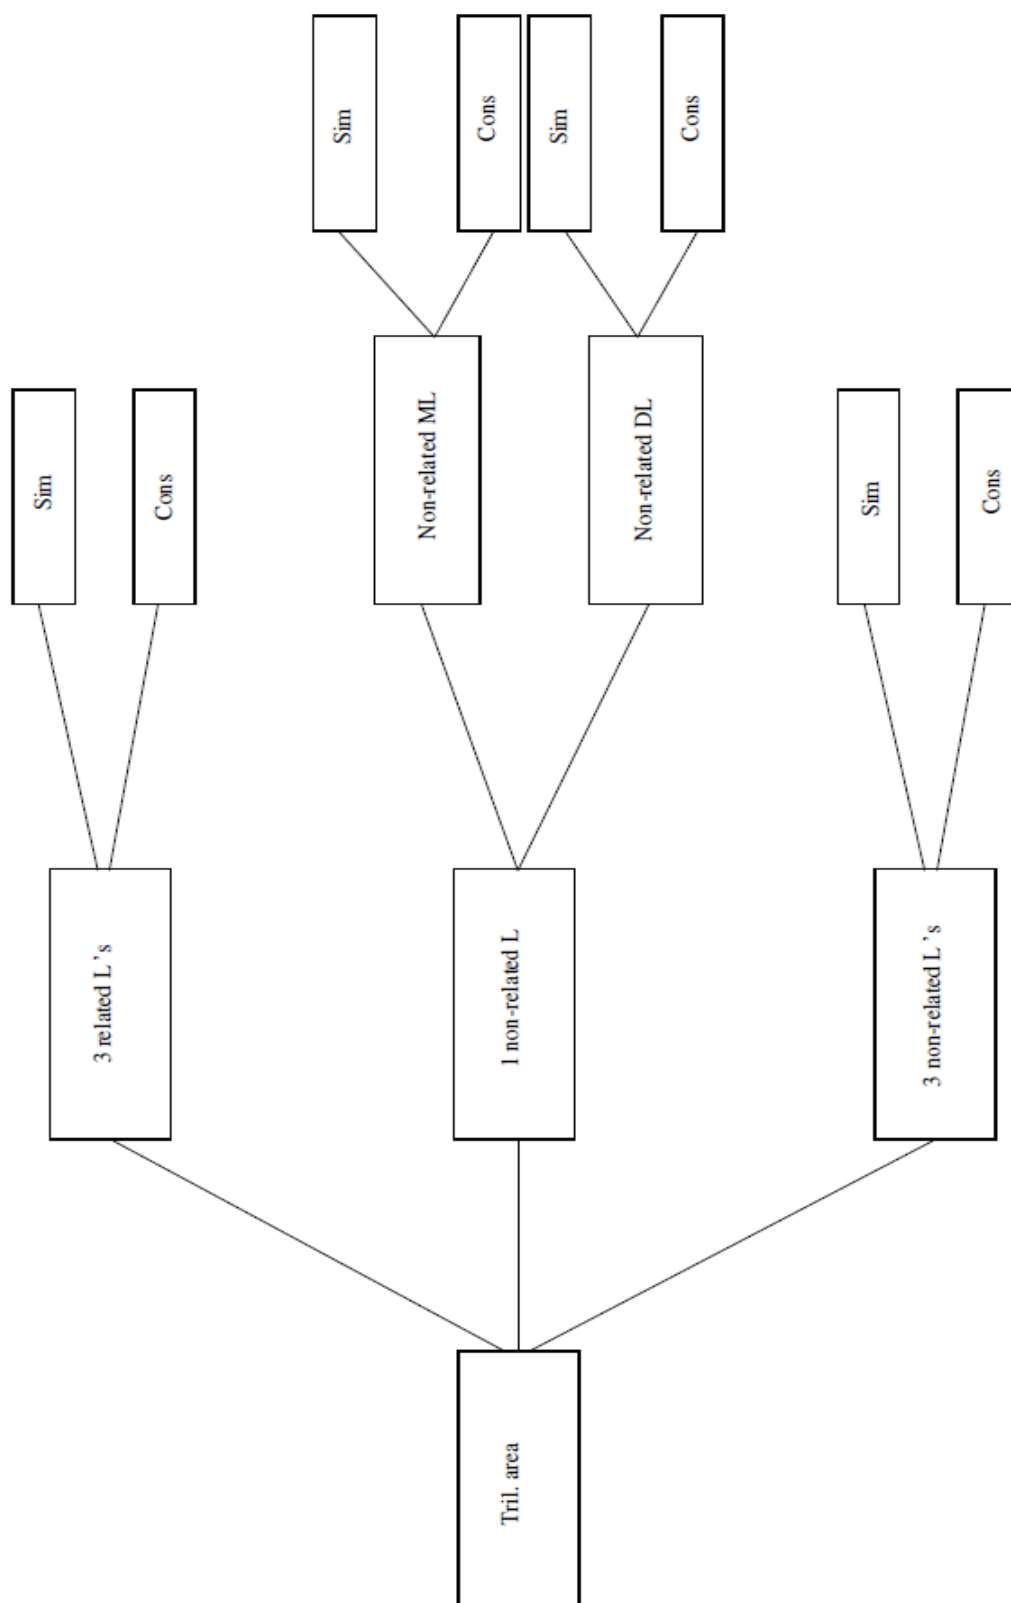 Tril. area
3 related L's
Sim
Cons
1 non-related L
Non-related ML
Sim
Cons
Non-related DL
Sim
Cons
3 non-related L's
Sim
Cons